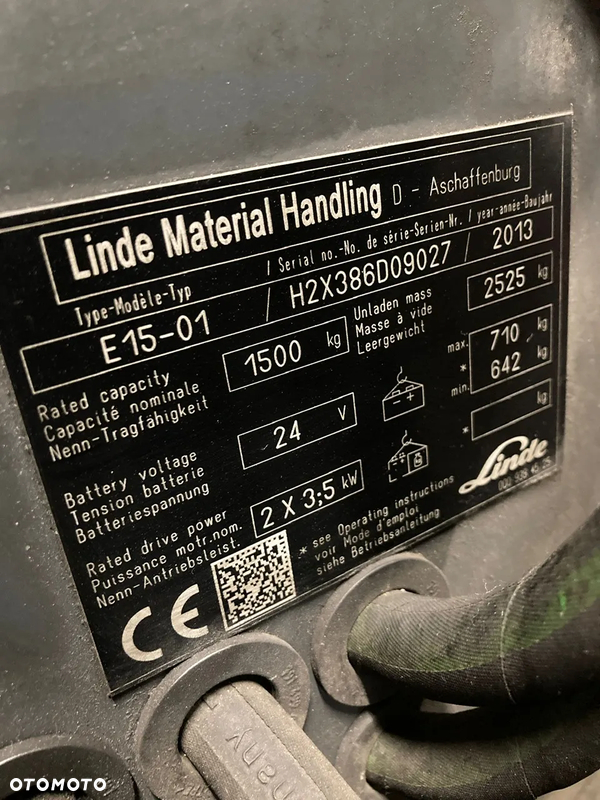 Linde Material Handling D - Aschaffenburg
Type-Modèle-Typ / Serial no.-No. de série-Serien-Nr. / year-année-Baujahr
E15-01 / H2X386D09027 / 2013
Rated capacity
Capacité nominale
Nenn-Tragfähigkeit
1500 kg
Unladen mass
Masse à vide
Leergewicht
2525 kg
Battery voltage
Tension batterie
Batteriespannung
24 V
- +
max. 710 kg
* 642 kg
min.
* kg
Rated drive power
Puissance motr.nom.
Nenn-Antriebsleist.
2 X 3,5 kW
* see Operating instructions
voir Mode d'emploi
siehe Betriebsanleitung
Linde
CE
many
OTOMOTO